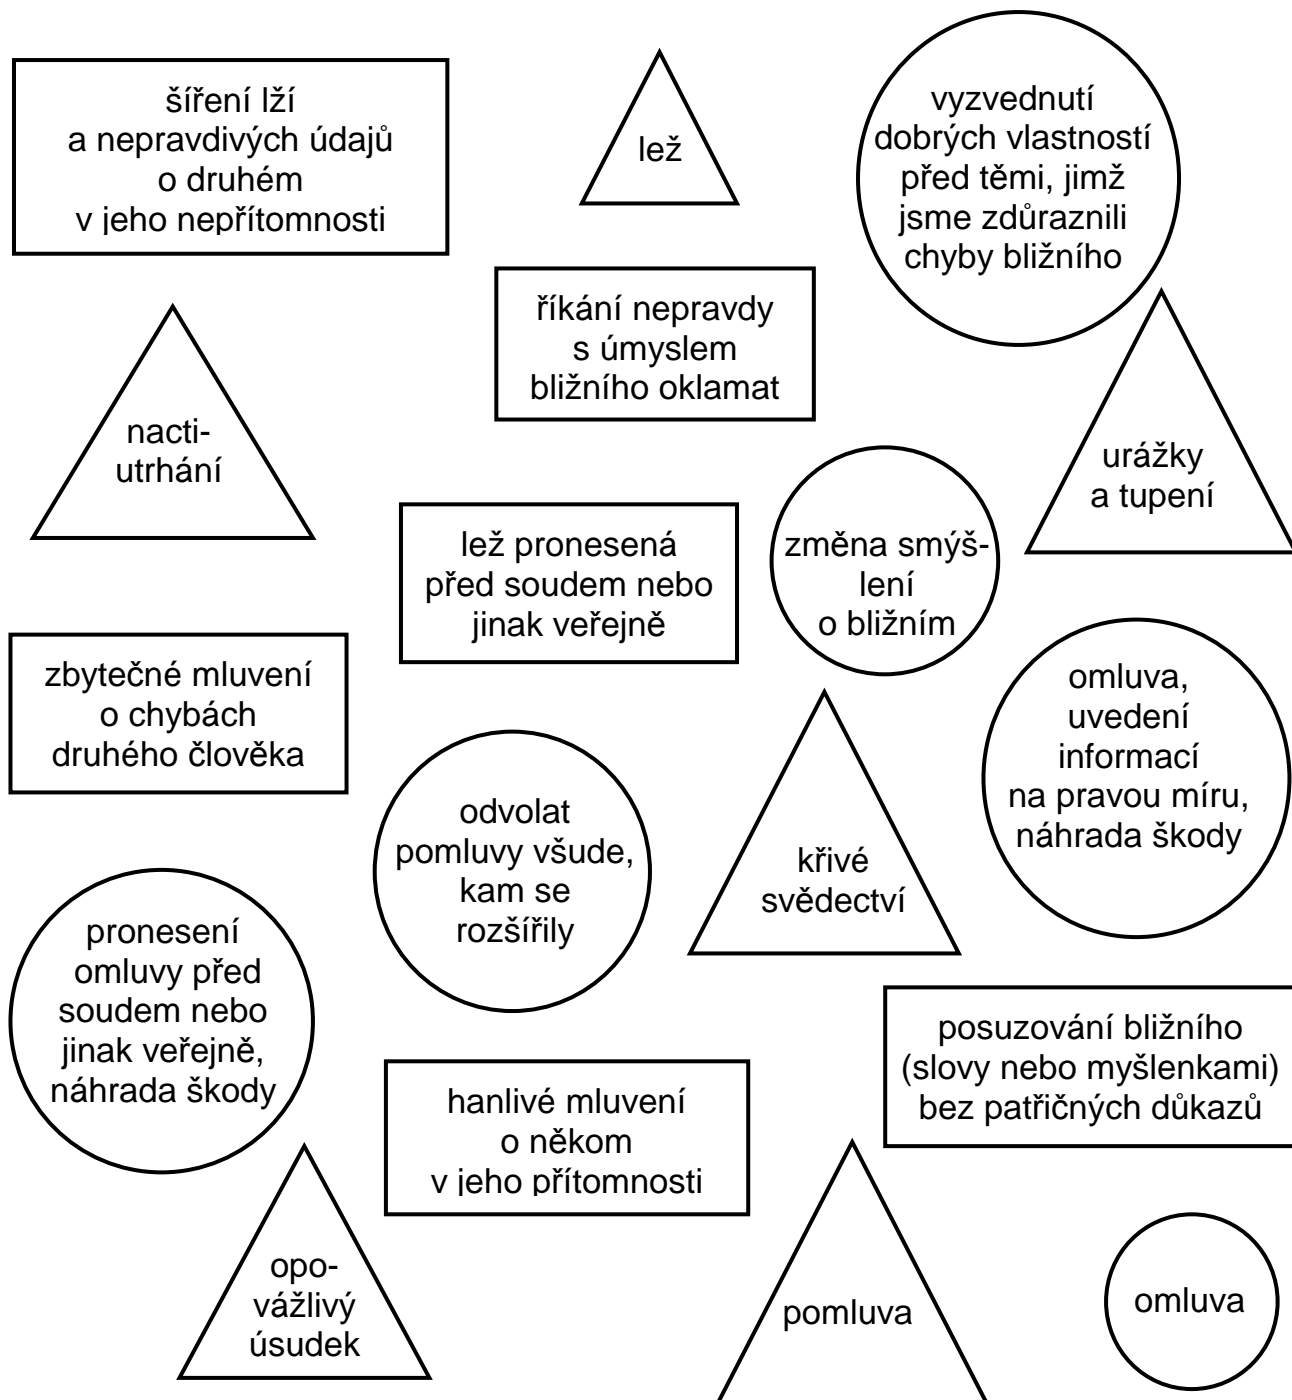 šíření lží
a nepravdivých údajů
o druhém
v jeho nepřítomnosti
lež
vyzvednutí
dobrých vlastností
před těmi, jimž
jsme zdůraznili
chyby bližního
říkání nepravdy
s úmyslem
bližního oklamat
nacti-
utrhání
urážky
a tupení
lež pronesená
před soudem nebo
jinak veřejně
změna smýš-
lení
o bližním
zbytečné mluvení
o chybách
druhého člověka
omluva,
uvedení
informací
na pravou míru,
náhrada škody
odvolat
pomluvy všude,
kam se
rozšířily
křivé
svědectví
pronesení
omluvy před
soudem nebo
jinak veřejně,
náhrada škody
posuzování bližního
(slovy nebo myšlenkami)
bez patřičných důkazů
hanlivé mluvení
o někom
v jeho přítomnosti
opo-
vážlivý
úsudek
pomluva
omluva